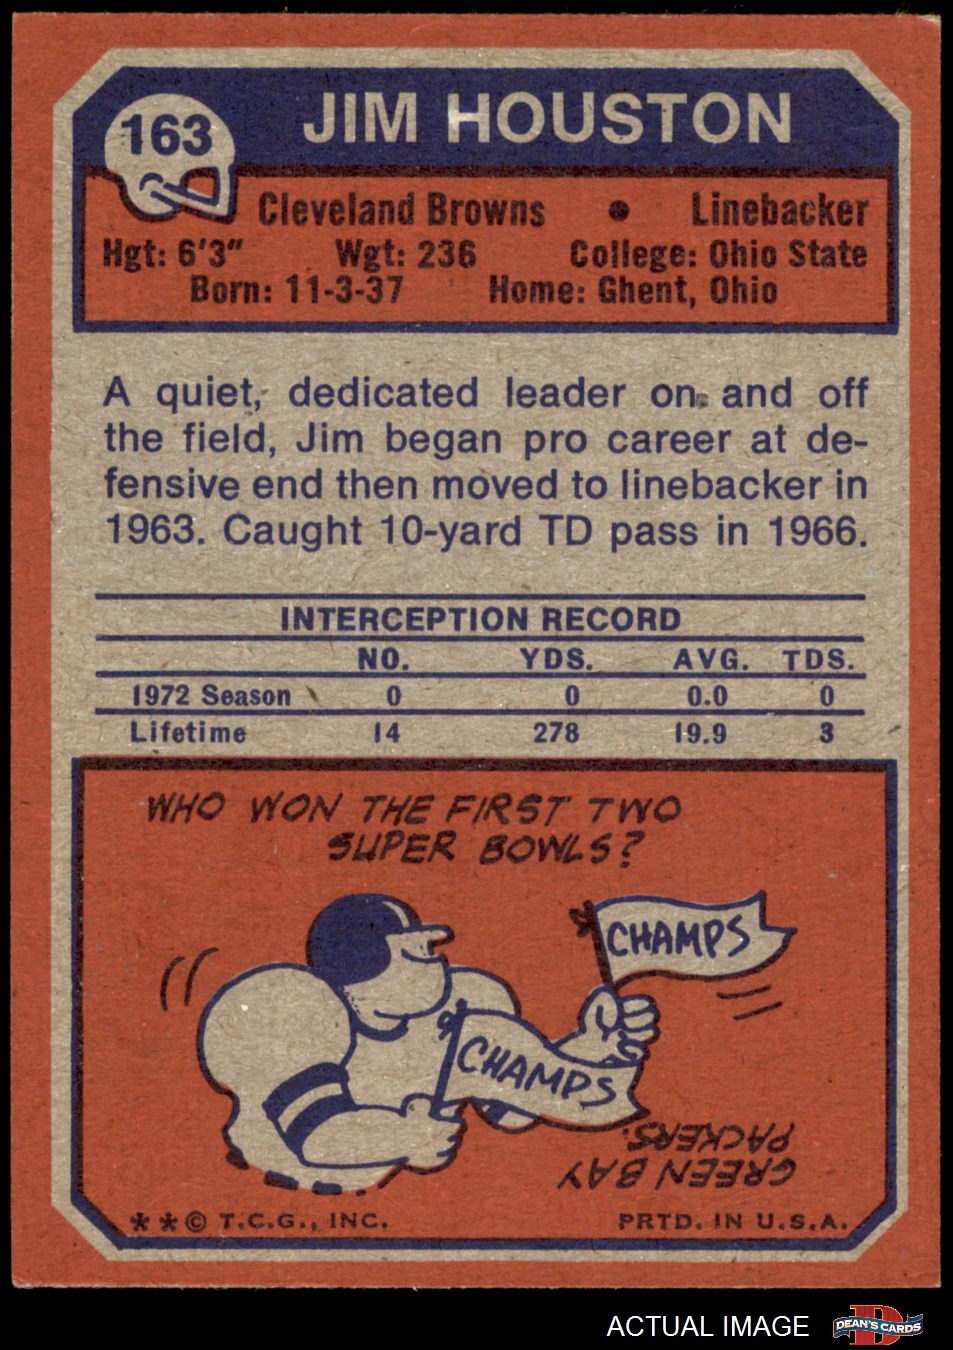 163
JIM HOUSTON
Cleveland Browns • Linebacker
Hgt: 6'3" Wgt: 236 College: Ohio State
Born: 11-3-37 Home: Ghent, Ohio
A quiet, dedicated leader on and off
the field, Jim began pro career at de-
fensive end then moved to linebacker in
1963. Caught 10-yard TD pass in 1966.
INTERCEPTION RECORD
NO. YDS. AVG. TDS.
1972 Season 0 0 0.0 0
Lifetime 14 278 19.9 3
WHO WON THE FIRST TWO
SUPER BOWLS?
CHAMPS
CHAMPS
GREEN BAY
PACKERS.
**© T.C.G., INC. PRTD. IN U.S.A.
ACTUAL IMAGE
D
DEAN'S CARDS